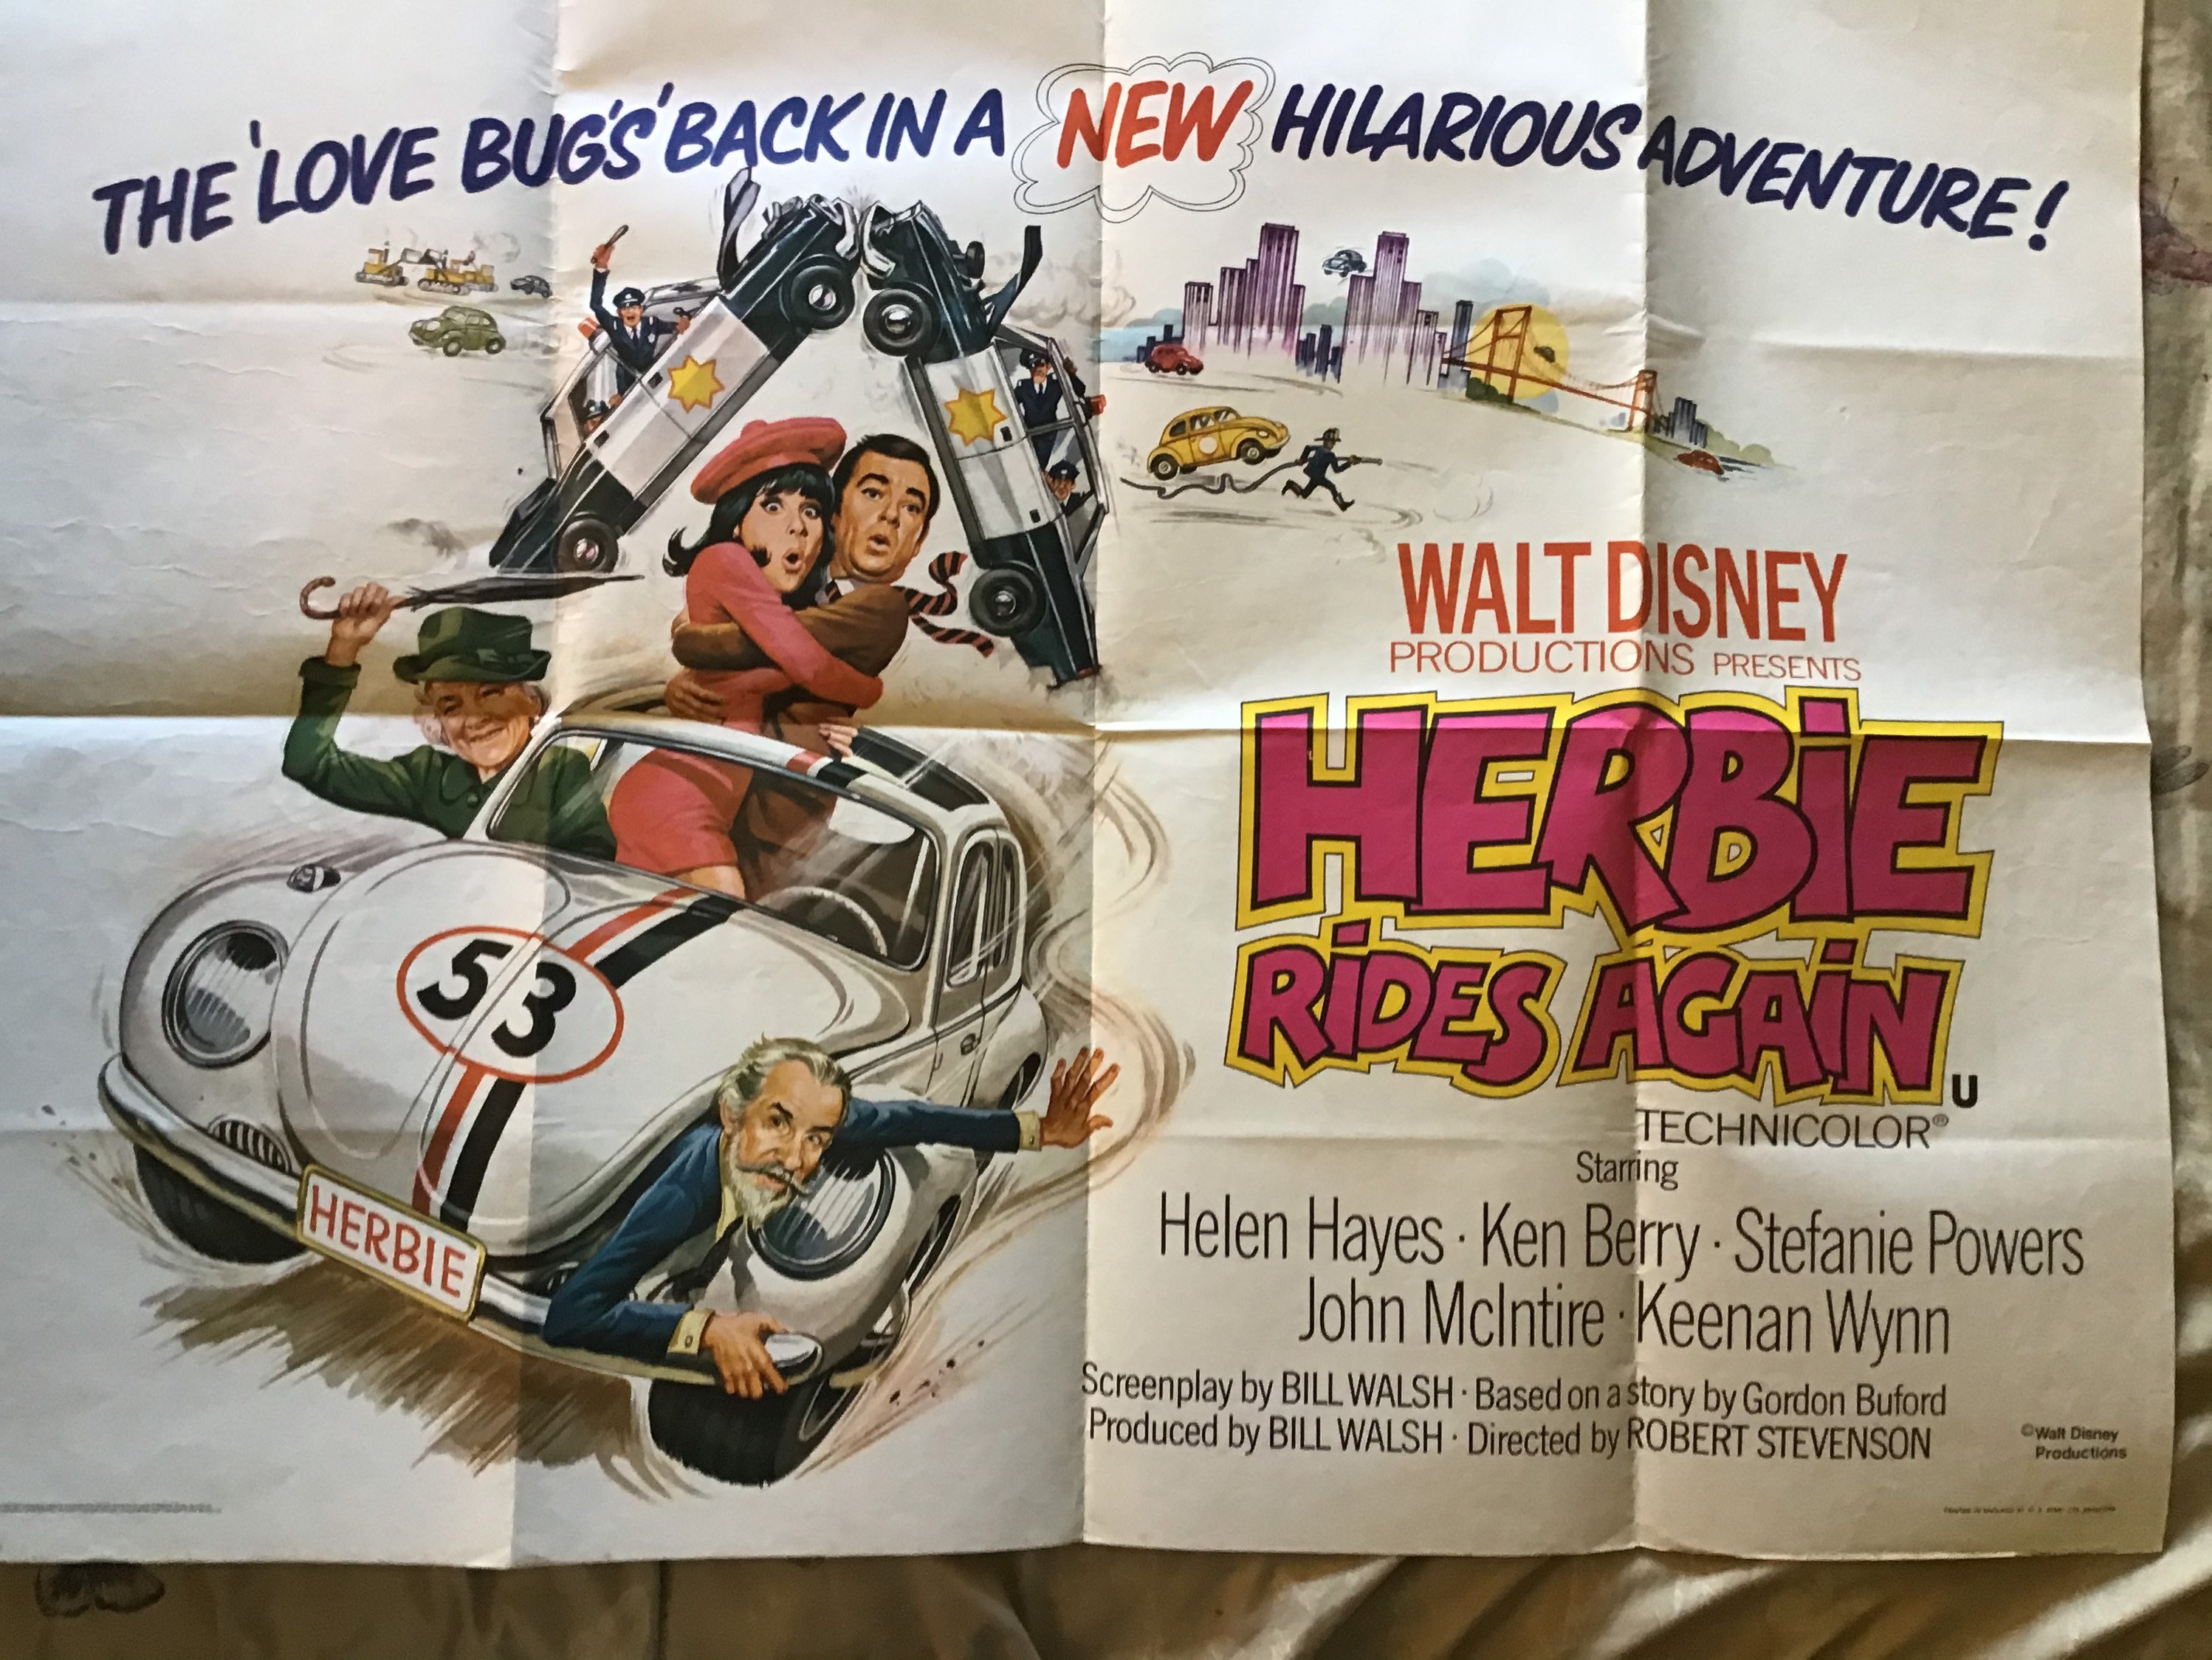 THE 'LOVE BUG'S' BACK IN A NEW HILARIOUS ADVENTURE!
WALT DISNEY
PRODUCTIONS PRESENTS
HERBIE
RIDES AGAIN
U
TECHNICOLOR®
Starring
Helen Hayes · Ken Berry · Stefanie Powers
John McIntire · Keenan Wynn
Screenplay by BILL WALSH · Based on a story by Gordon Buford
Produced by BILL WALSH · Directed by ROBERT STEVENSON
©Walt Disney
Productions
53
HERBIE